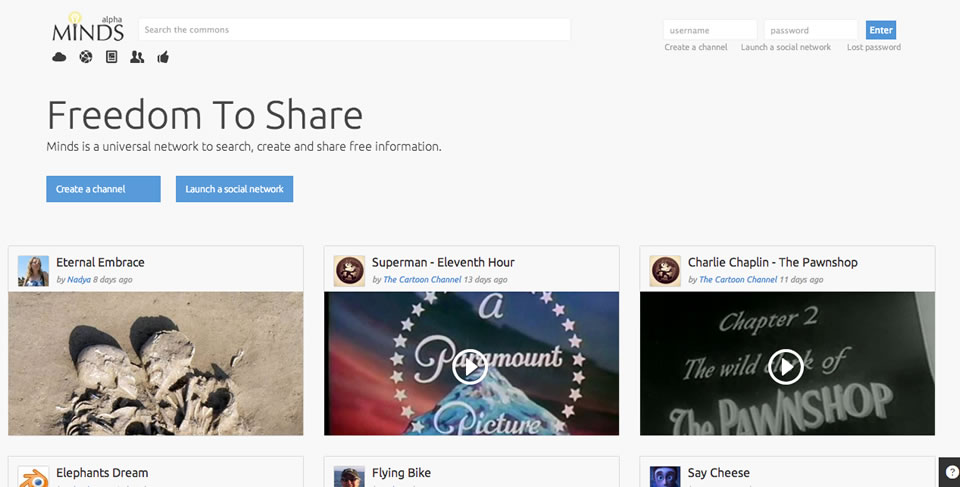 alpha
MINDS
Search the commons
username
password
Enter
Create a channel
Launch a social network
Lost password
Freedom To Share
Minds is a universal network to search, create and share free information.
Create a channel
Launch a social network
Eternal Embrace
by Nadya 8 days ago
Superman - Eleventh Hour
by The Cartoon Channel 13 days ago
Charlie Chaplin - The Pawnshop
by The Cartoon Channel 11 days ago
A
Paramount
Picture
Chapter 2
The wild of
The PAWNSHOP
Elephants Dream
Flying Bike
Say Cheese
?